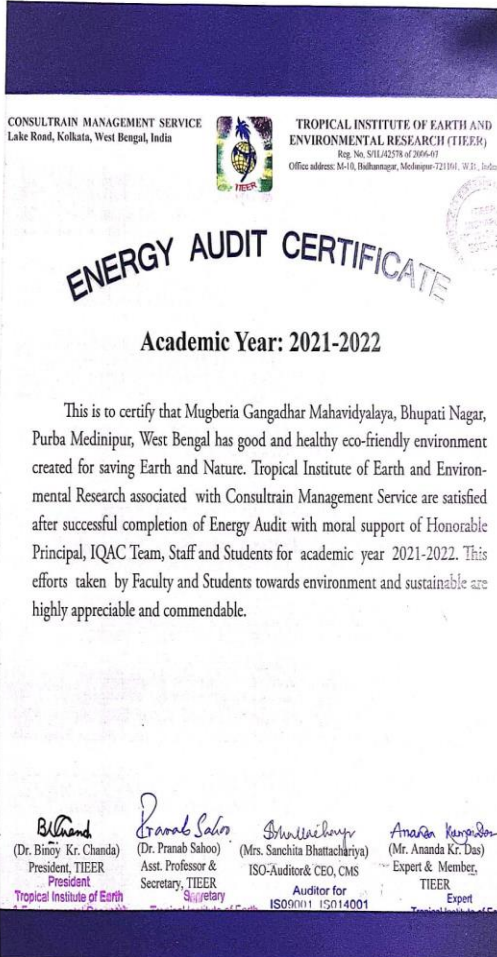 CONSULTRAIN MANAGEMENT SERVICE
Lake Road, Kolkata, West Bengal, India
TIEER
TROPICAL INSTITUTE OF EARTH AND
ENVIRONMENTAL RESEARCH (TIEER)
Reg. No. S/1L/42578 of 2006-07
Office address: M-10, Bidhannagar, Medinipur-721101, W.B., India
ENERGY AUDIT CERTIFICATE
Academic Year: 2021-2022
This is to certify that Mugberia Gangadhar Mahavidyalaya, Bhupati Nagar,
Purba Medinipur, West Bengal has good and healthy eco-friendly environment
created for saving Earth and Nature. Tropical Institute of Earth and Environ-
mental Research associated with Consultrain Management Service are satisfied
after successful completion of Energy Audit with moral support of Honorable
Principal, IQAC Team, Staff and Students for academic year 2021-2022. This
efforts taken by Faculty and Students towards environment and sustainable are
highly appreciable and commendable.
Pranab Sahoo
Ananda Kumar Das
(Dr. Binoy Kr. Chanda)
President, TIEER
President
Tropical Institute of Earth
(Dr. Pranab Sahoo)
Asst. Professor &
Secretary, TIEER
Secretary
(Mrs. Sanchita Bhattachariya)
ISO-Auditor& CEO, CMS
Auditor for
ISO9001 ISO14001
(Mr. Ananda Kr. Das)
Expert & Member,
TIEER
Expert